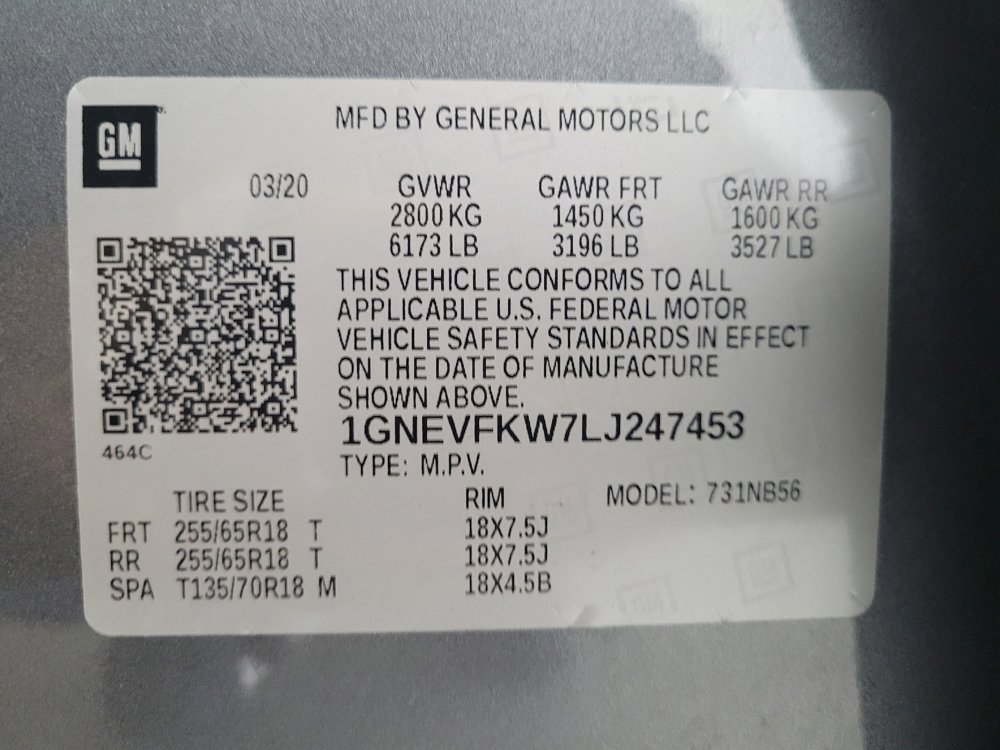 GM
MFD BY GENERAL MOTORS LLC
03/20 GVWR GAWR FRT GAWR RR
2800 KG 1450 KG 1600 KG
6173 LB 3196 LB 3527 LB
THIS VEHICLE CONFORMS TO ALL
APPLICABLE U.S. FEDERAL MOTOR
VEHICLE SAFETY STANDARDS IN EFFECT
ON THE DATE OF MANUFACTURE
SHOWN ABOVE.
1GNEVFKW7LJ247453
464C
TYPE: M.P.V.
TIRE SIZE RIM MODEL: 731NB56
FRT 255/65R18 T 18X7.5J
RR 255/65R18 T 18X7.5J
SPA T135/70R18 M 18X4.5B